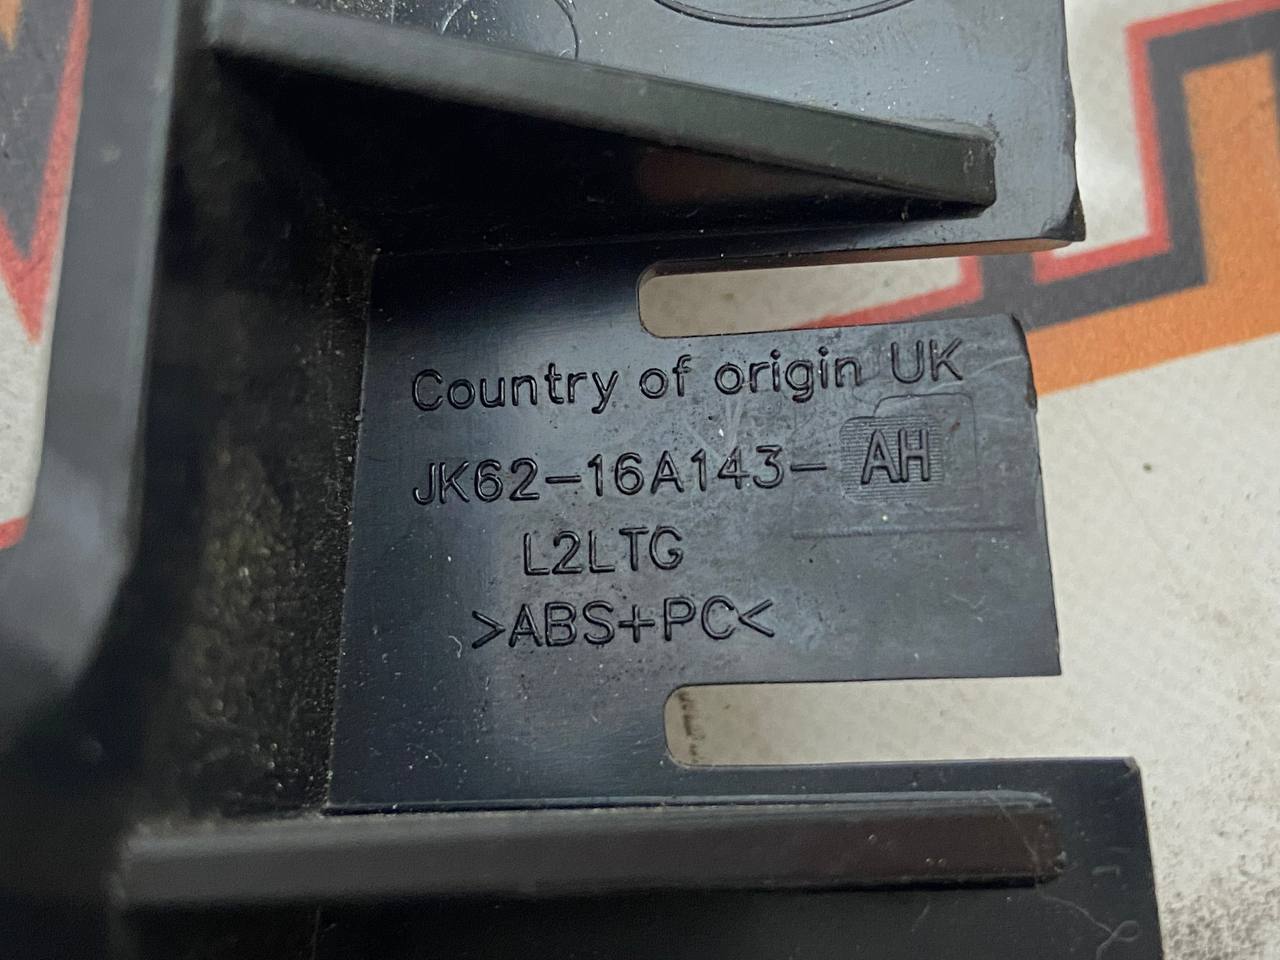 Country of origin UK
JK62-16A143- AH
L2LTG
>ABS+PC<